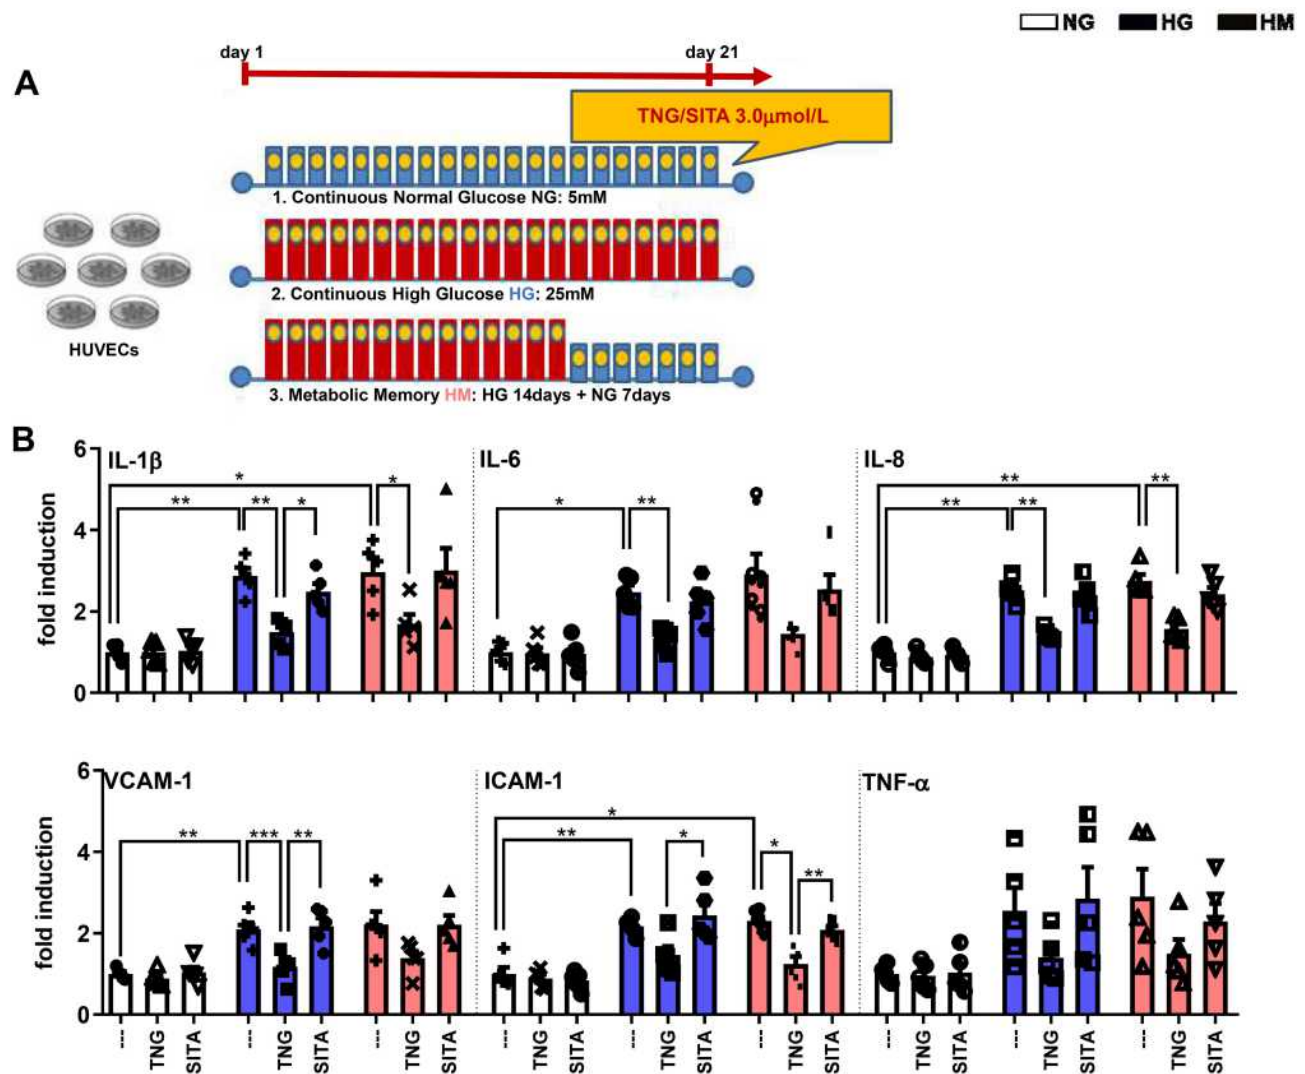 NG HG HM
A
day 1 day 21
TNG/SITA 3.0μmol/L
1. Continuous Normal Glucose NG: 5mM
2. Continuous High Glucose HG: 25mM
HUVECs
3. Metabolic Memory HM: HG 14days + NG 7days
B
fold induction
6
4
2
0
IL-1β
* ** ** * *
IL-6
* **
IL-8
** ** ** **
fold induction
6
4
2
0
VCAM-1
** *** **
ICAM-1
* ** * * **
TNF-α
--- TNG SITA --- TNG SITA --- TNG SITA --- TNG SITA --- TNG SITA --- TNG SITA --- TNG SITA --- TNG SITA --- TNG SITA